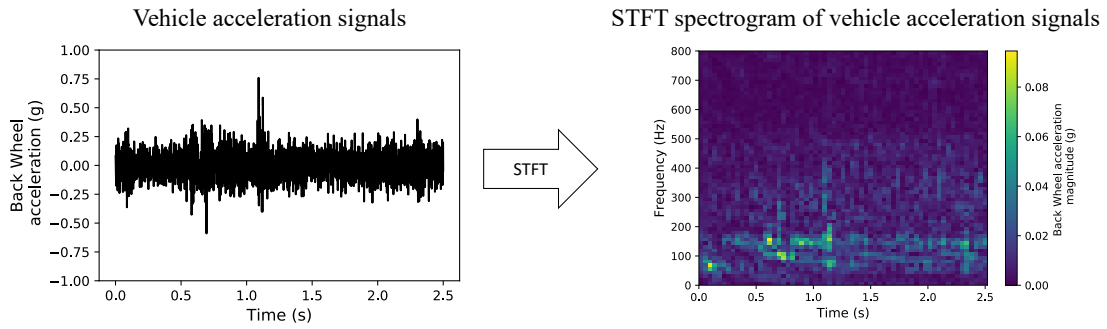 Vehicle acceleration signals
STFT spectrogram of vehicle acceleration signals
1.00
0.75
0.50
0.25
0.00
−0.25
−0.50
−0.75
−1.00
Back Wheel
acceleration (g)
0.0 0.5 1.0 1.5 2.0 2.5
Time (s)
STFT
800
700
600
500
400
300
200
100
0
Frequency (Hz)
0.0 0.5 1.0 1.5 2.0 2.5
Time (s)
0.08
0.06
0.04
0.02
0.00
Back Wheel acceleration
magnitude (g)